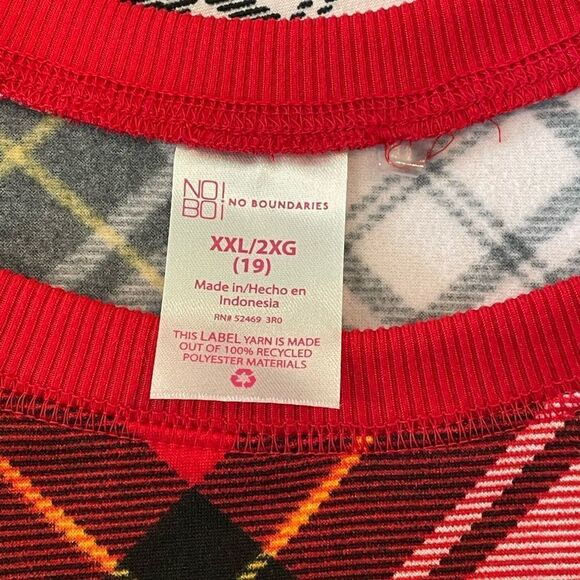 NO!
BO! NO BOUNDARIES
XXL/2XG
(19)
Made in/Hecho en
Indonesia
RN# 52469 3R0
THIS LABEL YARN IS MADE
OUT OF 100% RECYCLED
POLYESTER MATERIALS